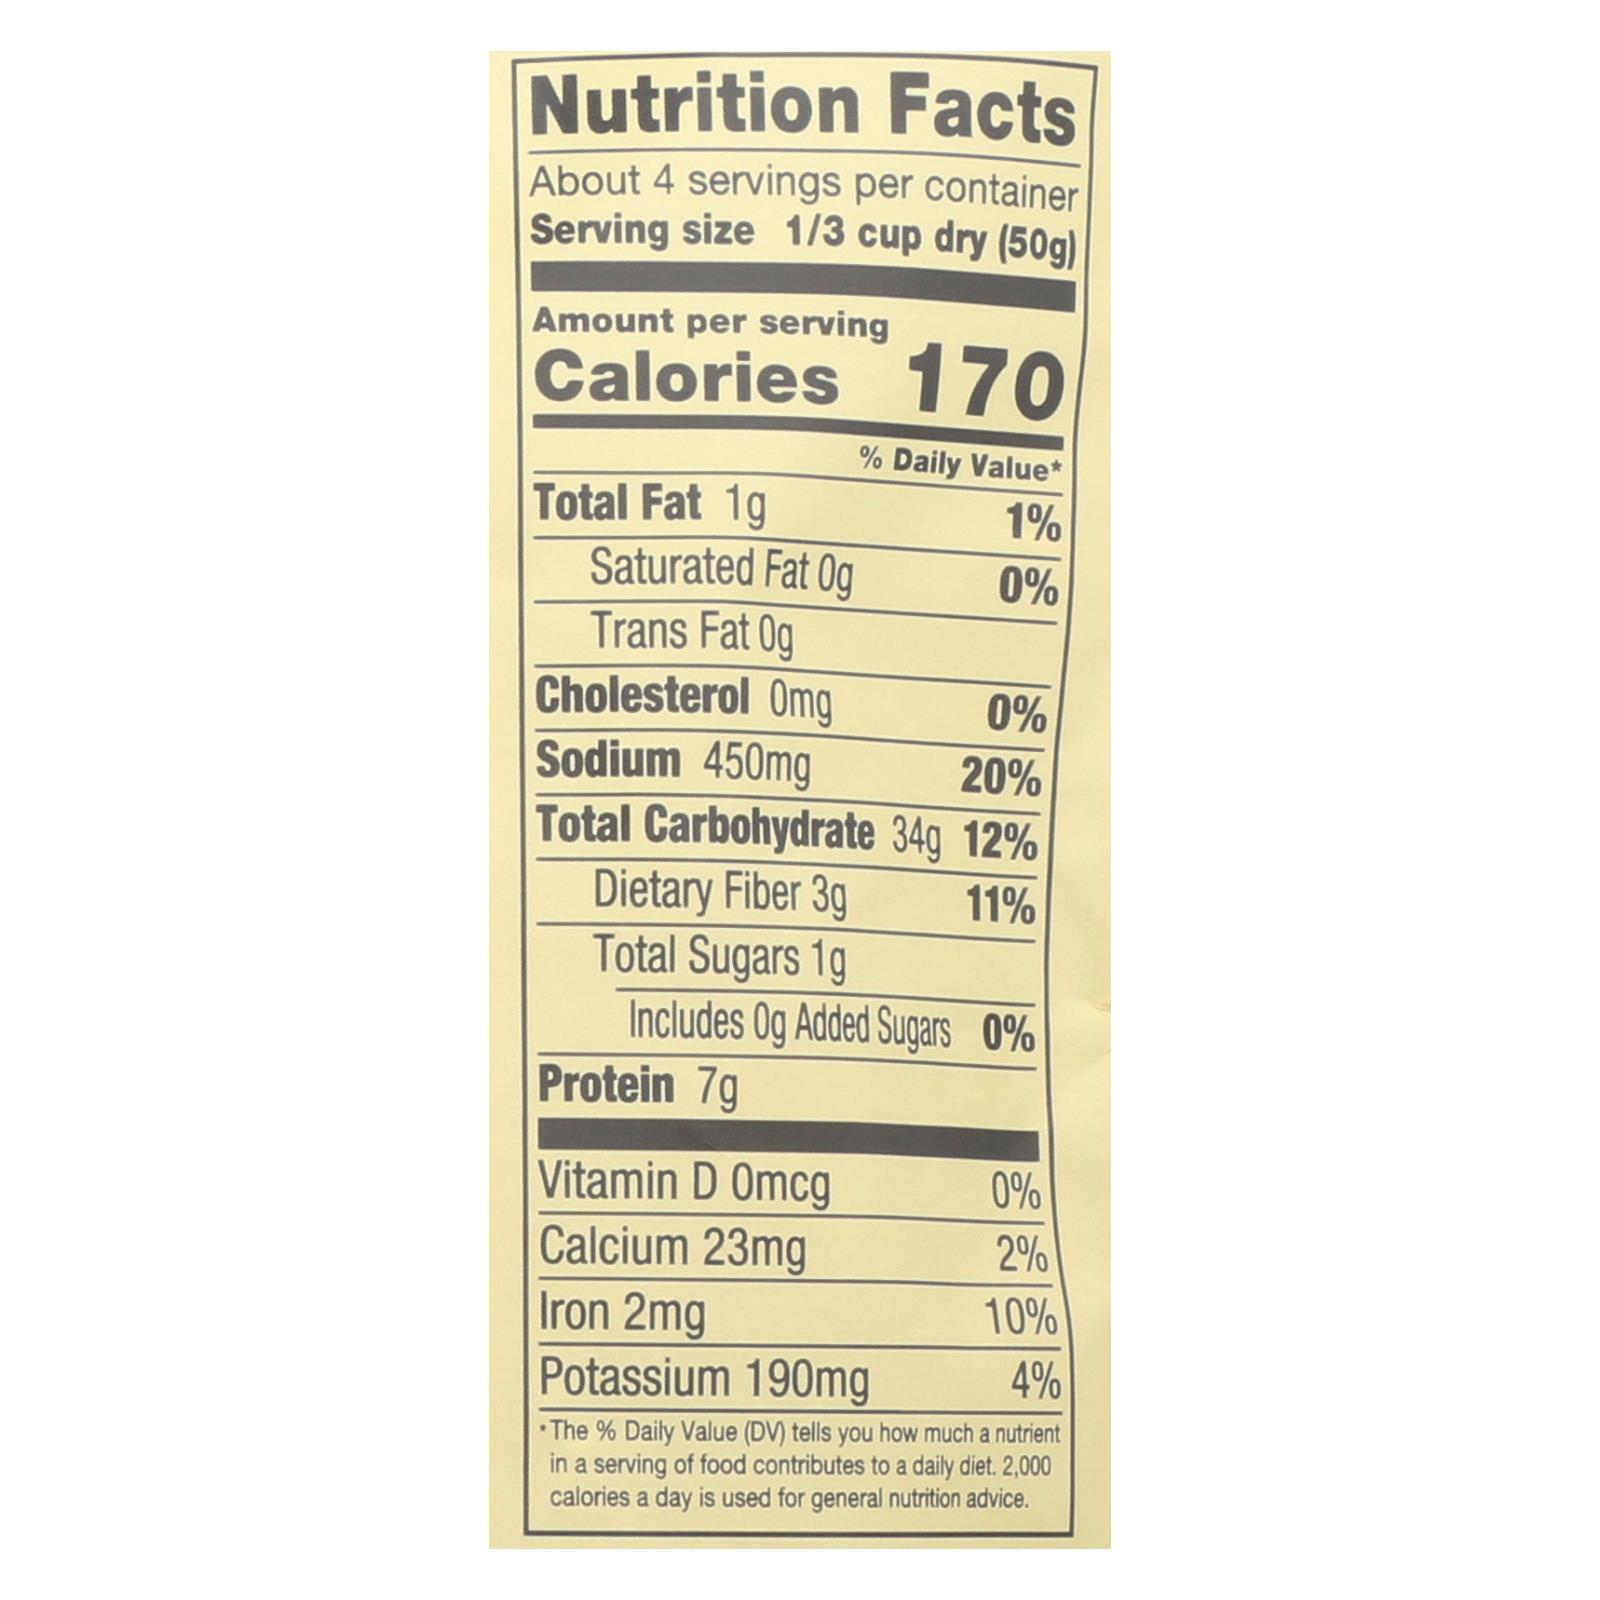 Nutrition Facts
About 4 servings per container
Serving size 1/3 cup dry (50g)
Amount per serving
Calories 170
% Daily Value*
Total Fat 1g 1%
Saturated Fat 0g 0%
Trans Fat 0g
Cholesterol 0mg 0%
Sodium 450mg 20%
Total Carbohydrate 34g 12%
Dietary Fiber 3g 11%
Total Sugars 1g
Includes 0g Added Sugars 0%
Protein 7g
Vitamin D 0mcg 0%
Calcium 23mg 2%
Iron 2mg 10%
Potassium 190mg 4%
*The % Daily Value (DV) tells you how much a nutrient
in a serving of food contributes to a daily diet. 2,000
calories a day is used for general nutrition advice.